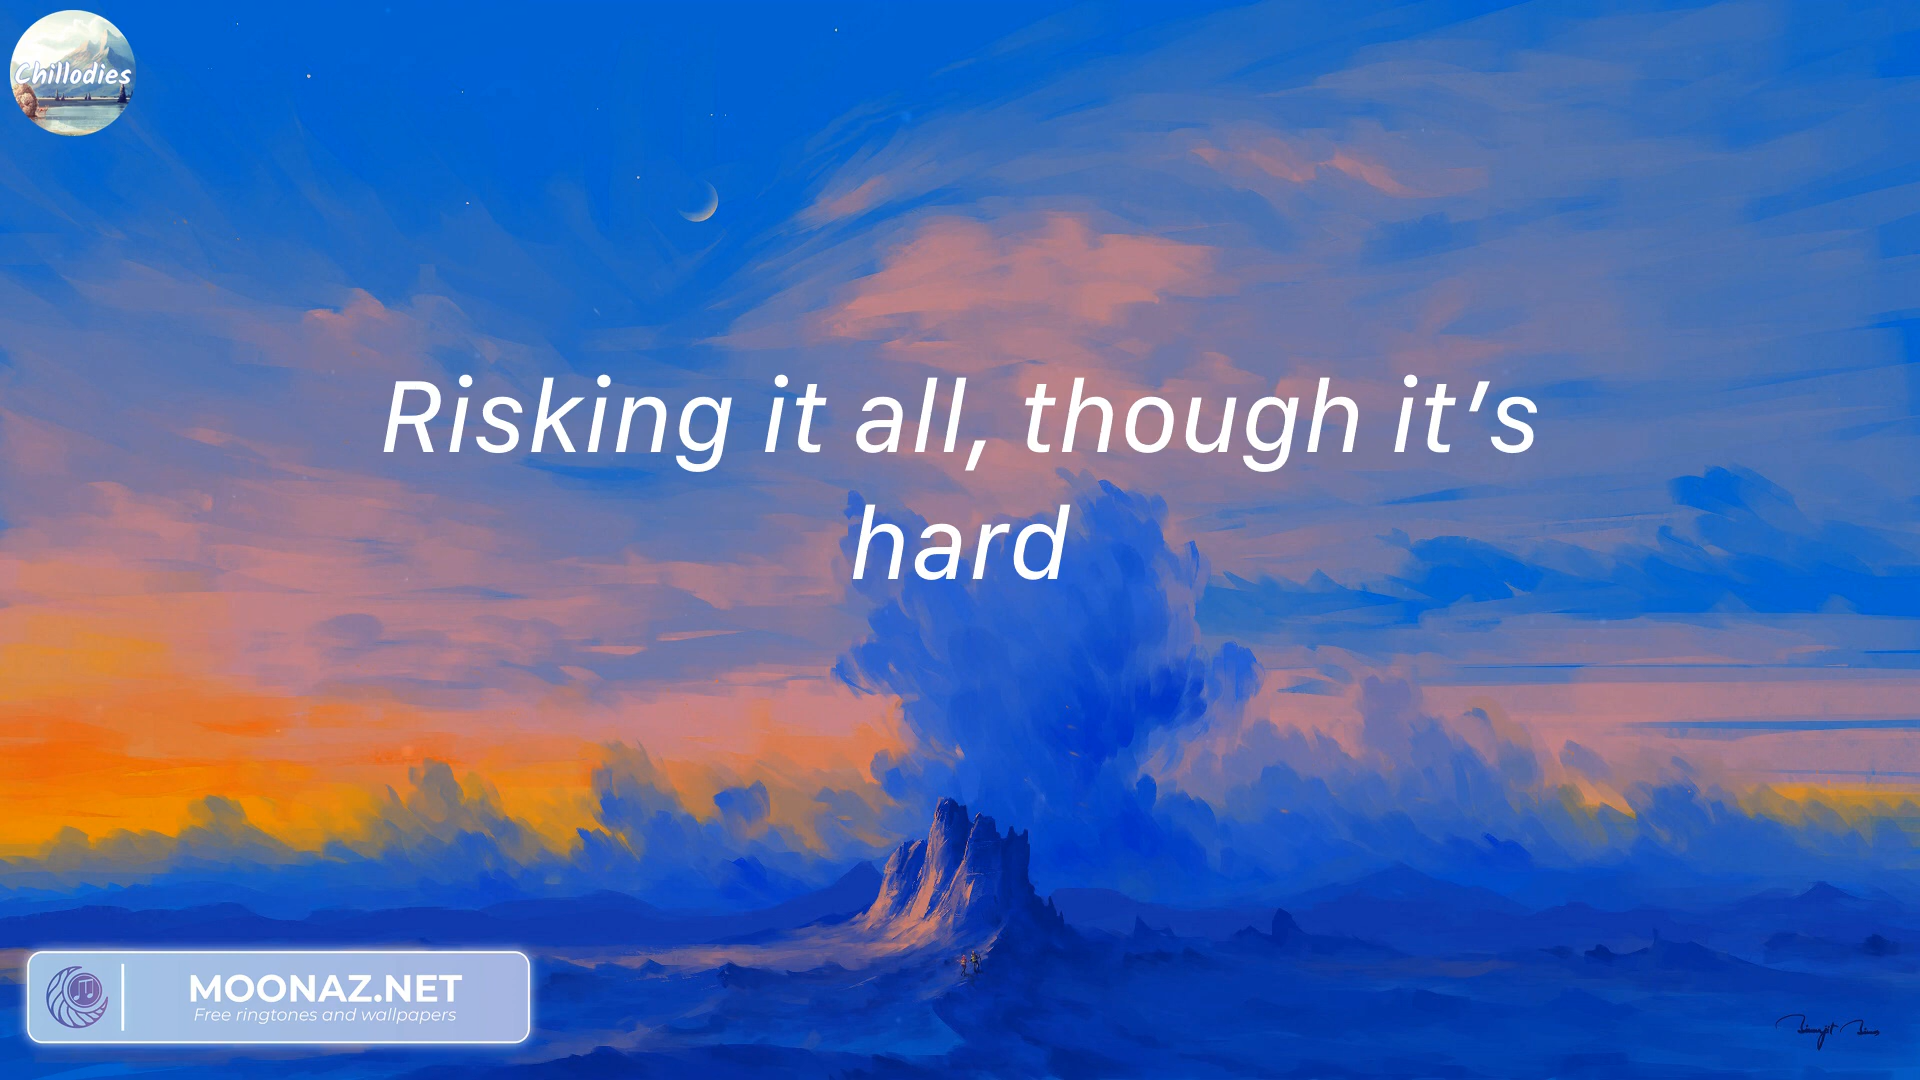 Chillodies
Risking it all, though it's
hard
MOONAZ.NET
Free ringtones and wallpapers